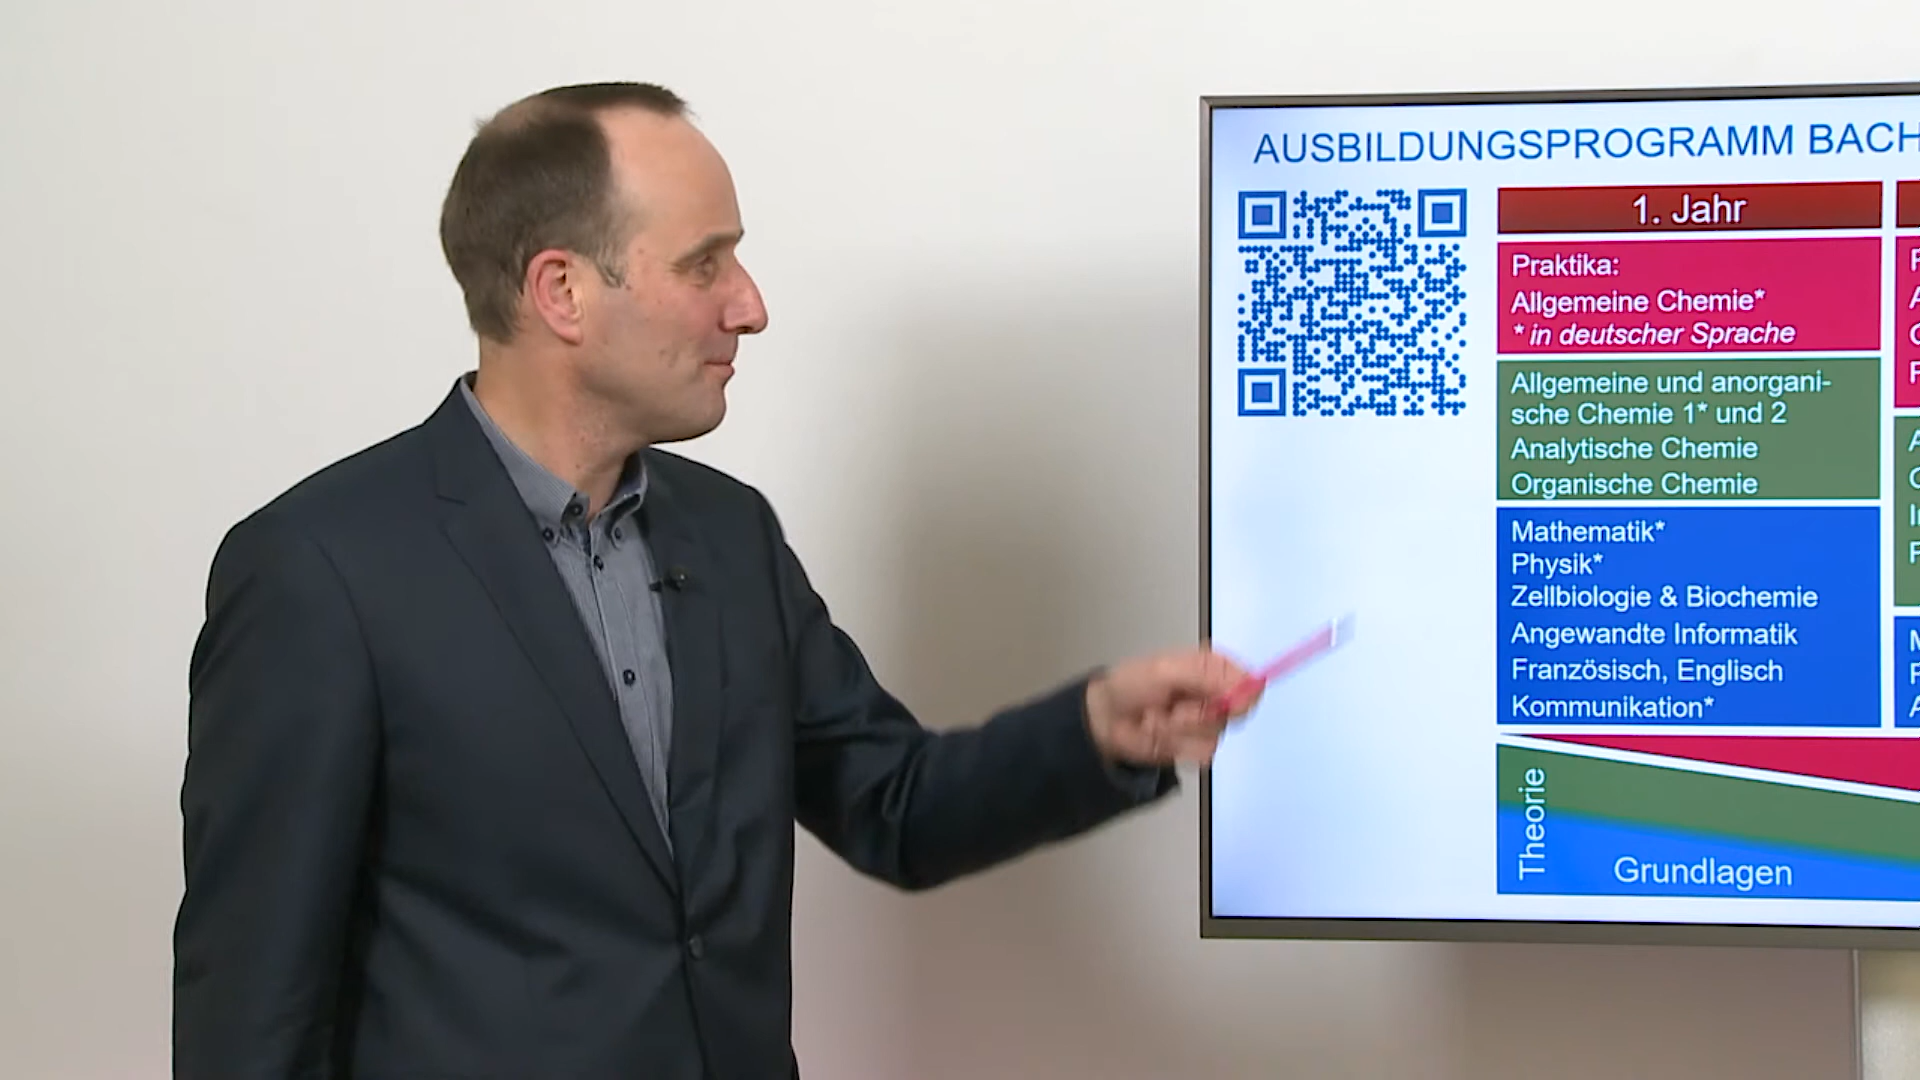 AUSBILDUNGSPROGRAMM BACH
1. Jahr
Praktika:
Allgemeine Chemie*
* in deutscher Sprache
Allgemeine und anorgani-
sche Chemie 1* und 2
Analytische Chemie
Organische Chemie
Mathematik*
Physik*
Zellbiologie & Biochemie
Angewandte Informatik
Französisch, Englisch
Kommunikation*
Theorie
Grundlagen